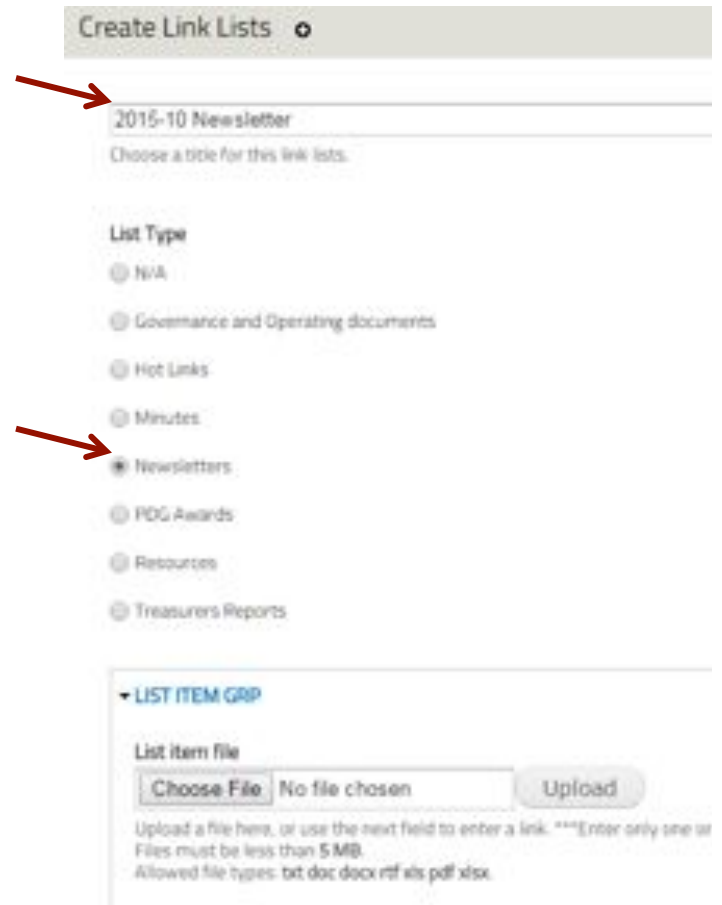 Create Link Lists
2015-10 Newsletter
Choose a title for this link lists.
List Type
N/A
Governance and Operating documents
Hot Links
Minutes
Newsletters
PDG Awards
Resources
Treasurers Reports
LIST ITEM GRP
List item file
Choose File No file chosen Upload
Upload a file here, or use the next field to enter a link. ***Enter only one or
Files must be less than 5 MB.
Allowed file types: txt doc docx rtf xls pdf xlsx.